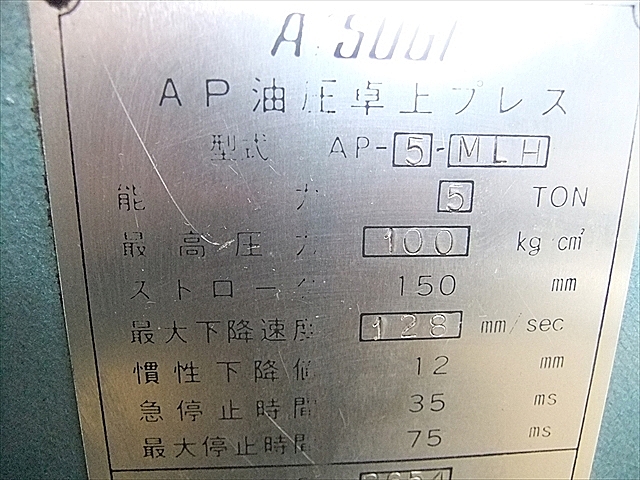 AP油圧卓上プレス
型式 AP-5-MLH
能力 5 TON
最高圧力 100 kg cm²
ストローク 150 mm
最大下降速度 128 mm/sec
慣性下降値 12 mm
急停止時間 35 ms
最大停止時間 75 ms